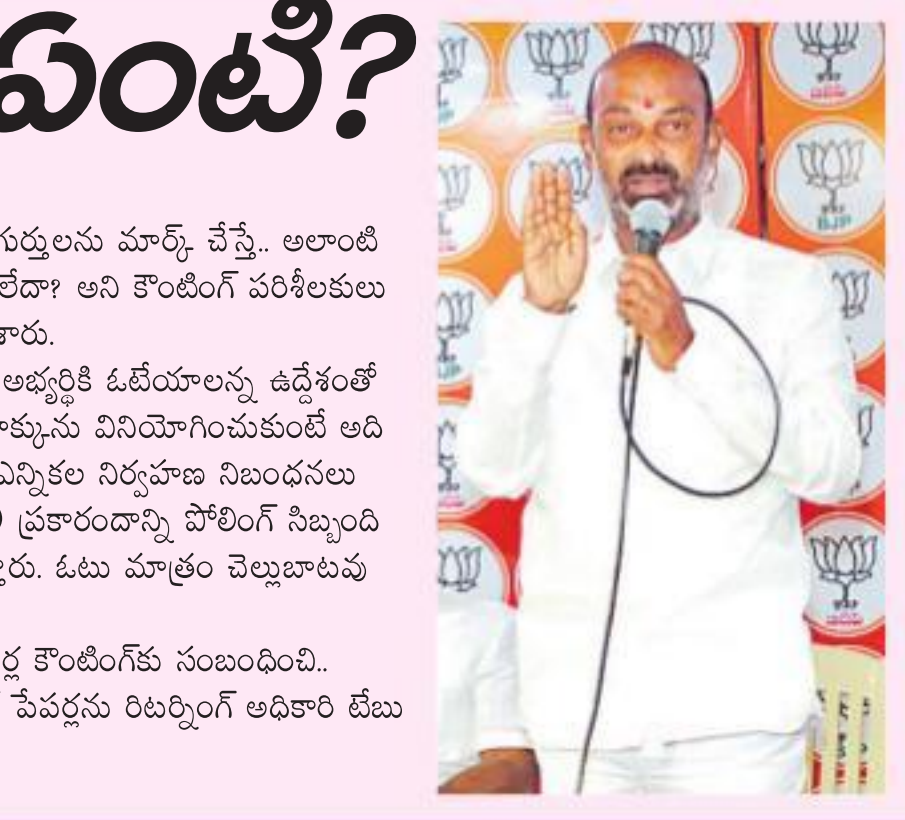 ఏంటి?
గుర్తులను మార్క్ చేస్తే.. అలాంటి
లేదా? అని కౌంటింగ్ పరిశీలకులు
శారు.
అభ్యర్థికి ఓటేయాలన్న ఉద్దేశంతో
క్కును వినియోగించుకుంటే అది
ఎన్నికల నిర్వహణ నిబంధనలు
) ప్రకారందాన్ని పోలింగ్ సిబ్బంది
రు. ఓటు మాత్రం చెల్లుబాటవు
ర్ల కౌంటింగ్‌కు సంబంధించి..
పేపర్లను రిటర్నింగ్ అధికారి టేబు
BJP